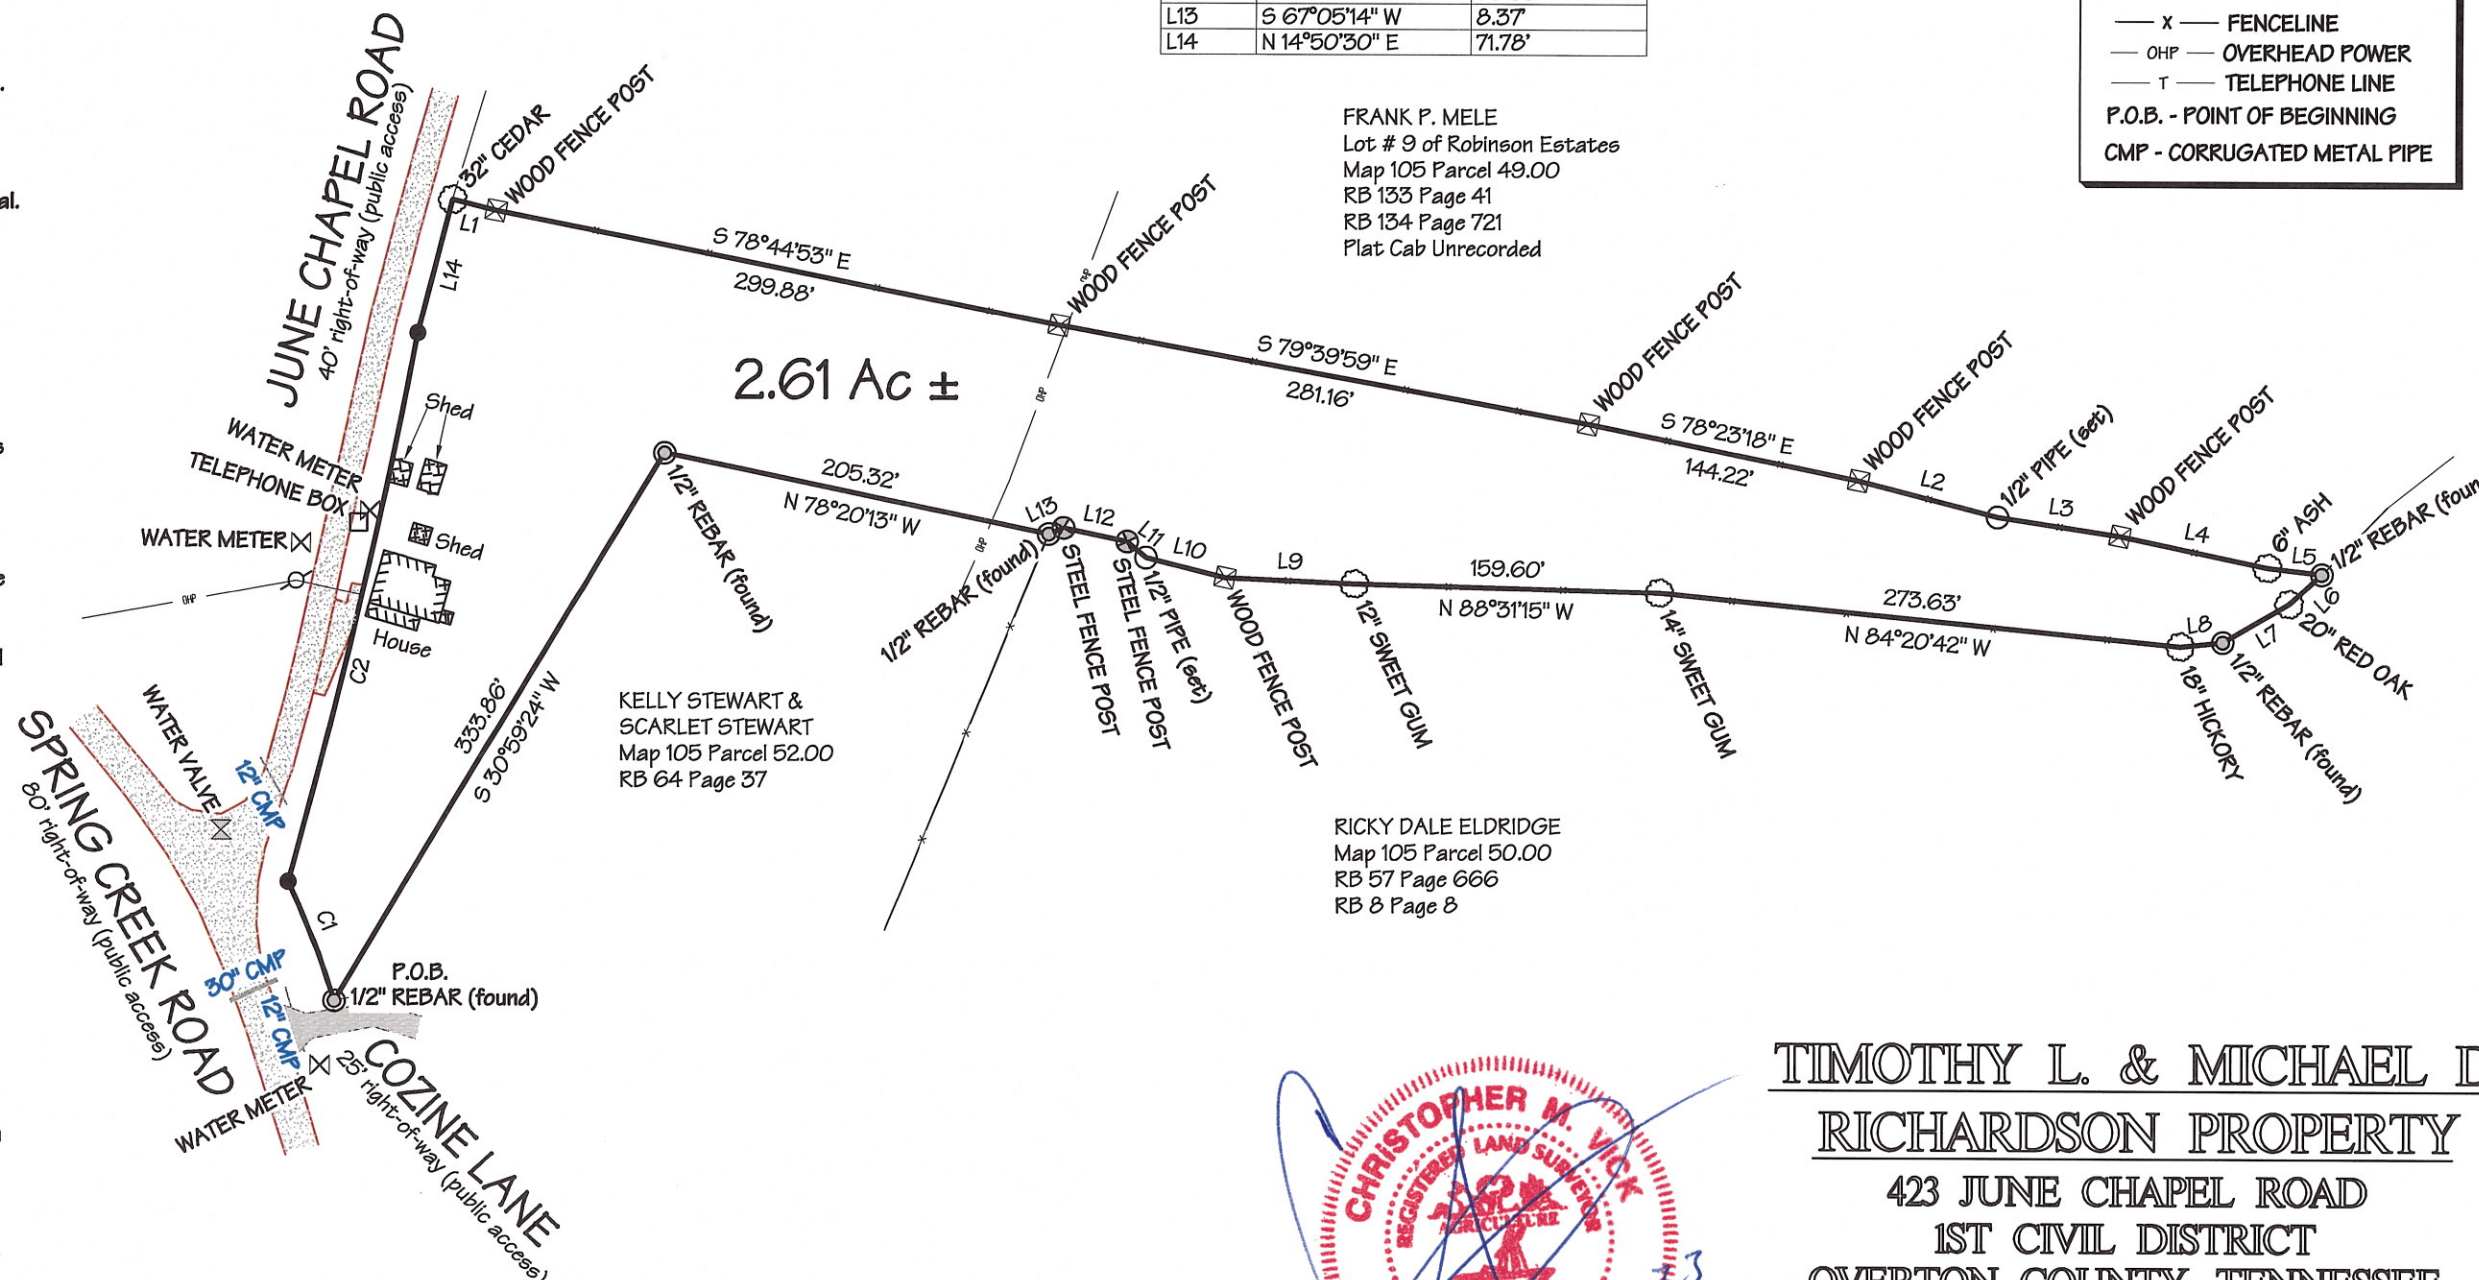 L13 S 67°05'14" W 8.37'
L14 N 14°50'30" E 71.78'
— X — FENCELINE
— OHP — OVERHEAD POWER
— T — TELEPHONE LINE
P.O.B. - POINT OF BEGINNING
CMP - CORRUGATED METAL PIPE
al.
JUNE CHAPEL ROAD
40' right-of-way (public access)
32" CEDAR
WOOD FENCE POST
L1
L14
S 78°44'53" E
299.88'
OHP
WOOD FENCE POST
FRANK P. MELE
Lot # 9 of Robinson Estates
Map 105 Parcel 49.00
RB 133 Page 41
RB 134 Page 721
Plat Cab Unrecorded
2.61 Ac ±
OHP
S 79°39'59" E
281.16'
WOOD FENCE POST
S 78°23'18" E
144.22'
WOOD FENCE POST
L2
1/2" PIPE (set)
L3
WOOD FENCE POST
L4
6" ASH
L5
1/2" REBAR (foun
L6
20" RED OAK
L7
L8
1/2" REBAR (found)
18" HICKORY
273.63'
N 84°20'42" W
14" SWEET GUM
159.60'
N 88°31'15" W
12" SWEET GUM
L9
WOOD FENCE POST
L10
L11
1/2" PIPE (set)
STEEL FENCE POST
L12
STEEL FENCE POST
L13
1/2" REBAR (found)
OHP
205.32'
N 78°20'13" W
1/2" REBAR (found)
Shed
WATER METER
TELEPHONE BOX
WATER METER
Shed
OHP
House
C2
333.86'
S 30°59'24" W
KELLY STEWART &
SCARLET STEWART
Map 105 Parcel 52.00
RB 64 Page 37
RICKY DALE ELDRIDGE
Map 105 Parcel 50.00
RB 57 Page 666
RB 8 Page 8
WATER VALVE
12" CMP
SPRING CREEK ROAD
80' right-of-way (public access)
C1
30" CMP
12" CMP
P.O.B.
1/2" REBAR (found)
WATER METER
COZINE LANE
25' right-of-way (public access)
CHRISTOPHER M. VICK
REGISTERED LAND SURVEYOR
AGRICULTURE
TIMOTHY L. & MICHAEL D
RICHARDSON PROPERTY
423 JUNE CHAPEL ROAD
1ST CIVIL DISTRICT
OVERTON COUNTY, TENNESSEE